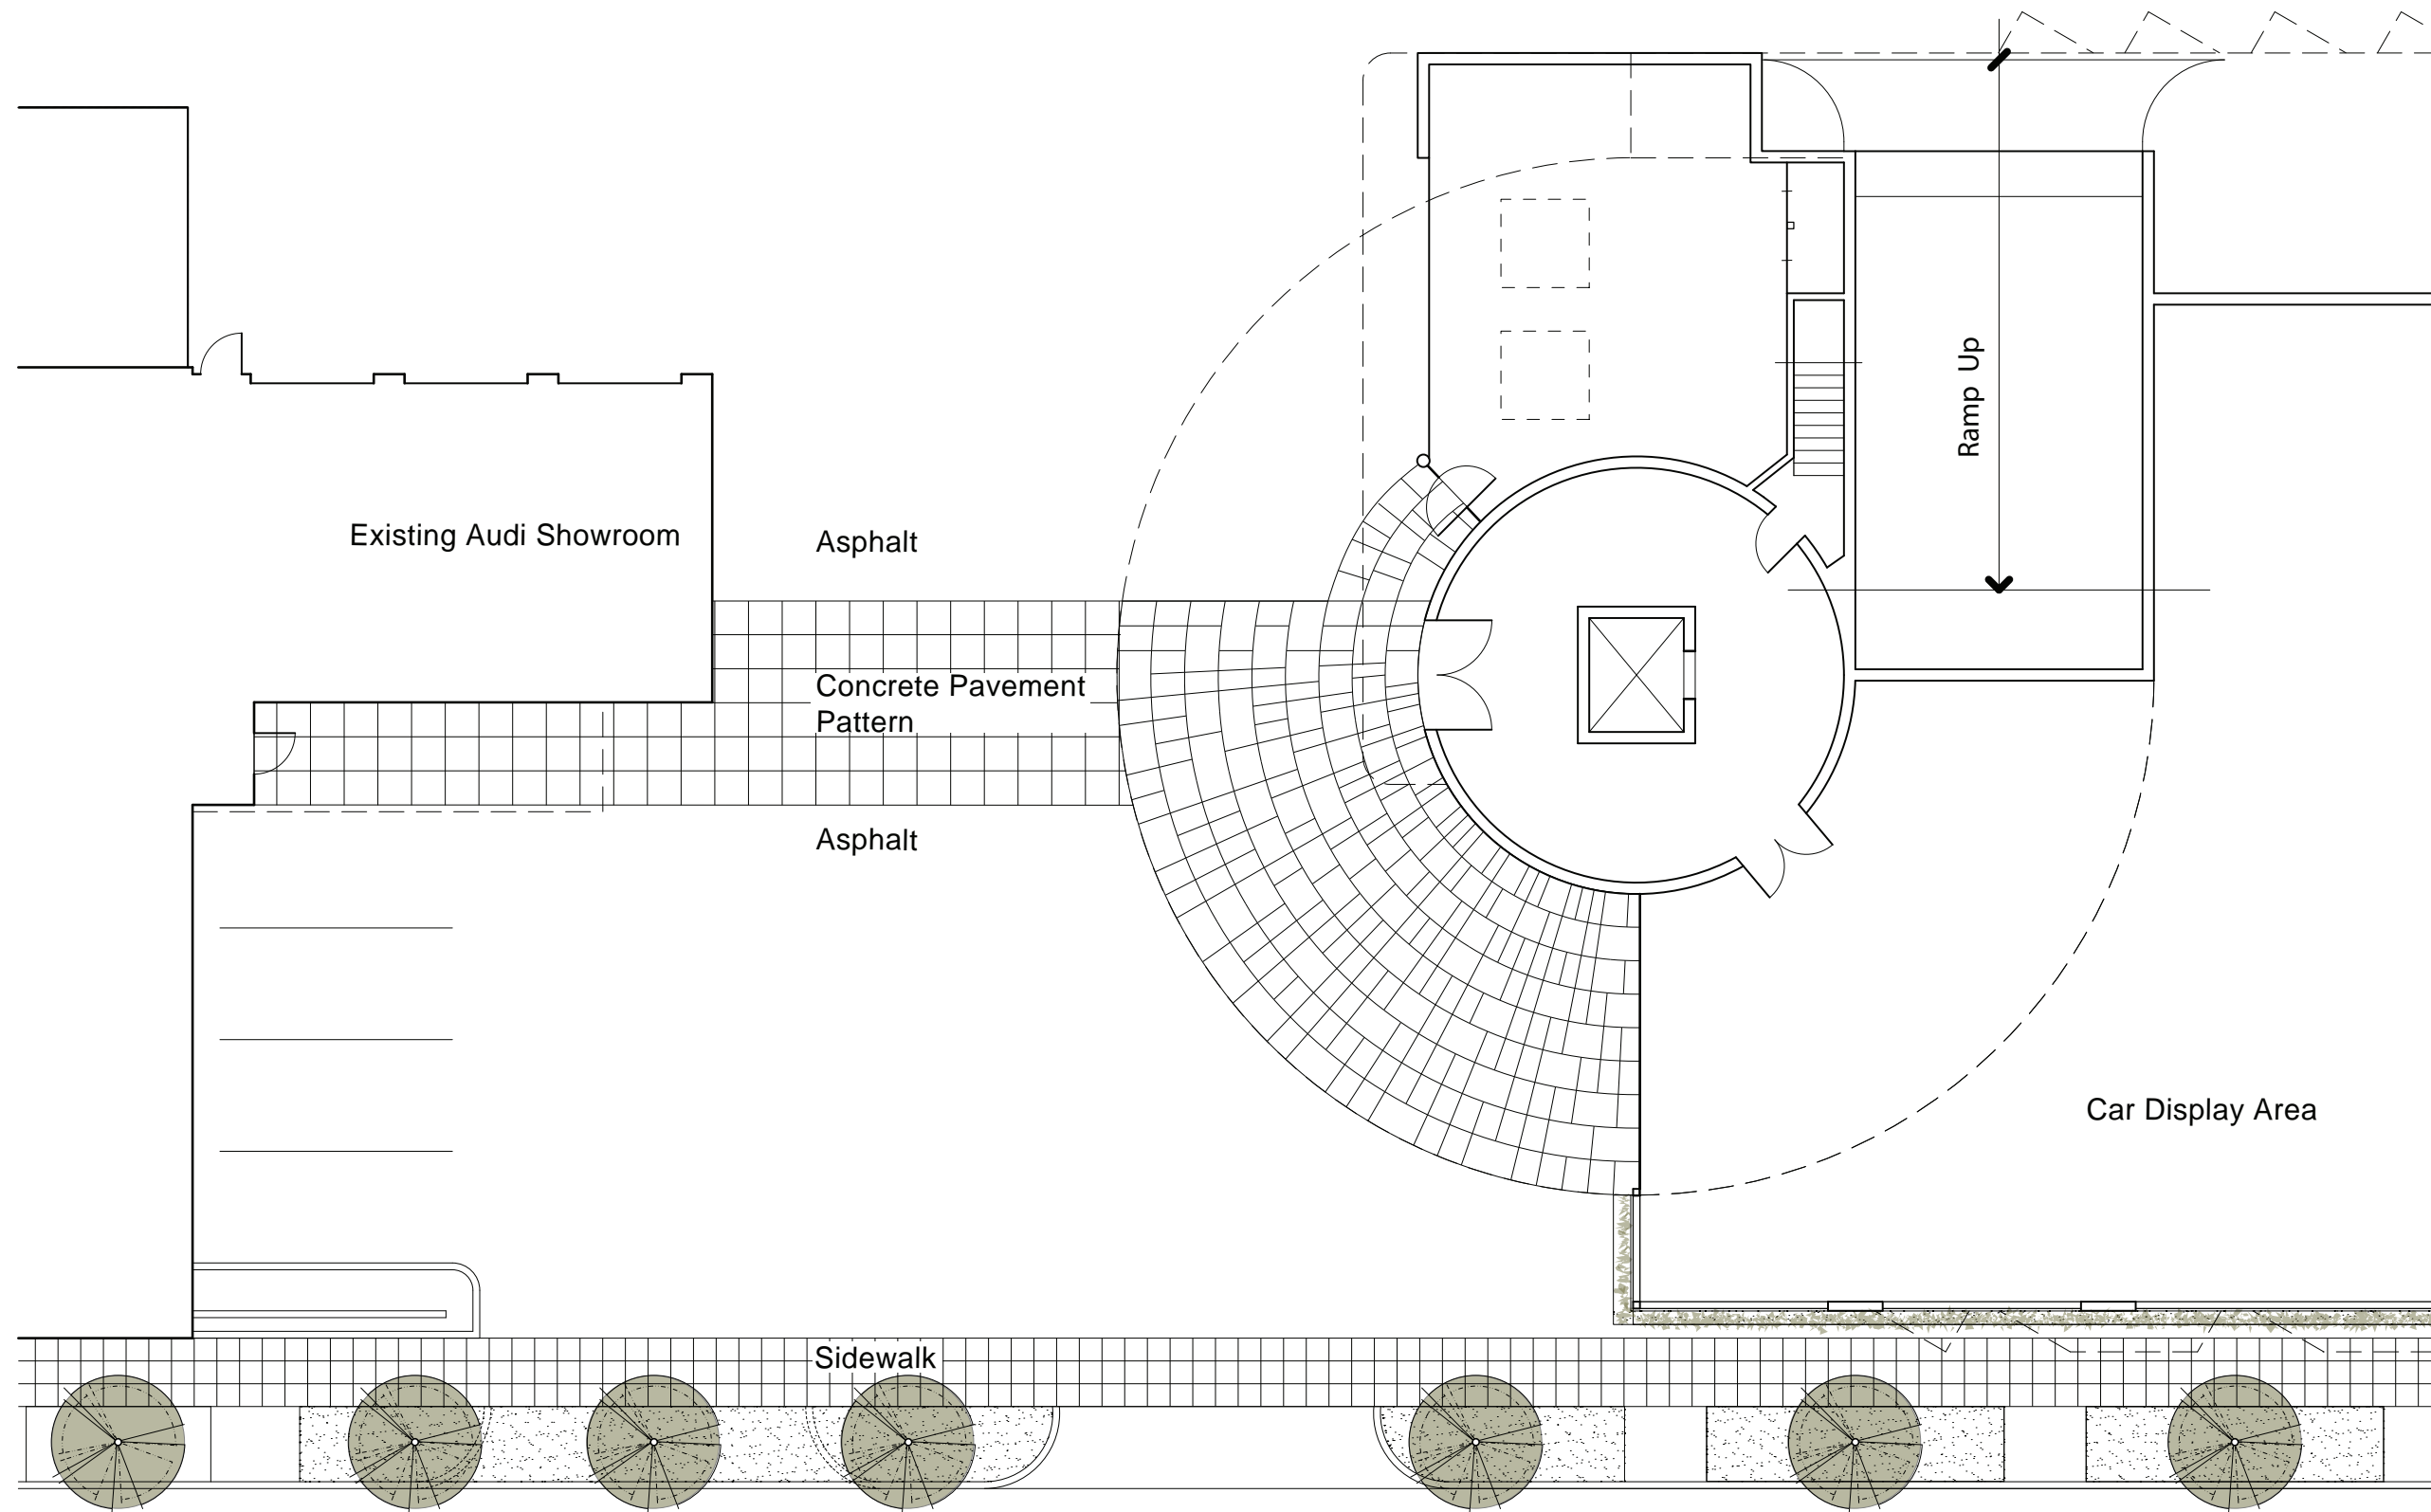 Ramp Up
Existing Audi Showroom
Asphalt
Concrete Pavement
Pattern
Asphalt
Car Display Area
Sidewalk